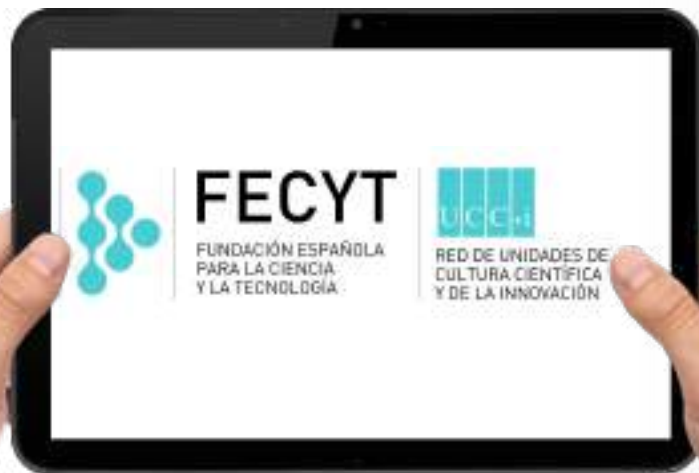 FECYT
FUNDACIÓN ESPAÑOLA
PARA LA CIENCIA
Y LA TECNOLOGÍA
UCC+i
RED DE UNIDADES DE
CULTURA CIENTÍFICA
Y DE LA INNOVACIÓN